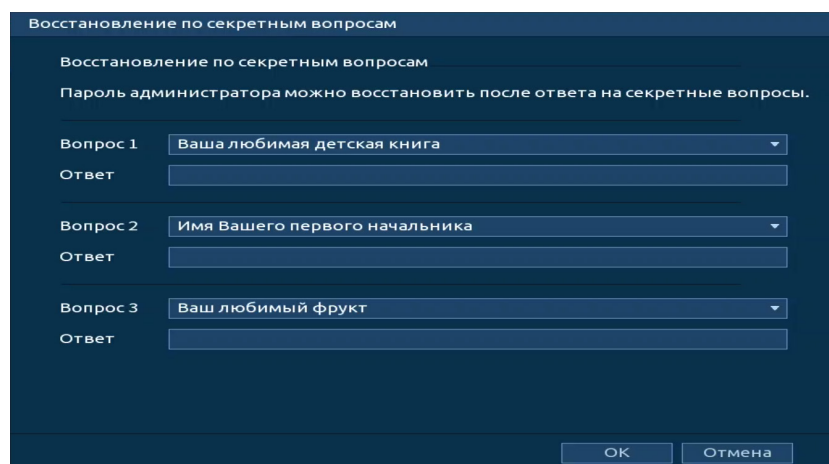 Восстановление по секретным вопросам
Восстановление по секретным вопросам
Пароль администратора можно восстановить после ответа на секретные вопросы.
Вопрос 1 Ваша любимая детская книга
Ответ
Вопрос 2 Имя Вашего первого начальника
Ответ
Вопрос 3 Ваш любимый фрукт
Ответ
ОК Отмена